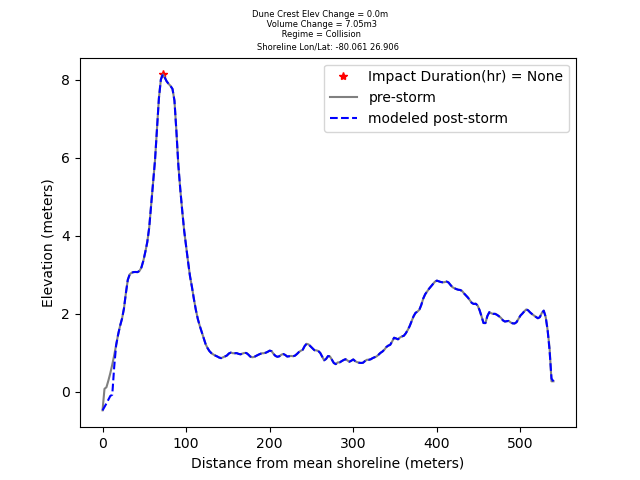 Dune Crest Elev Change = 0.0m
Volume Change = 7.05m3
Regime = Collision
Shoreline Lon/Lat: -80.061 26.906
Impact Duration(hr) = None
pre-storm
modeled post-storm
Elevation (meters)
8
6
4
2
0
0 100 200 300 400 500
Distance from mean shoreline (meters)